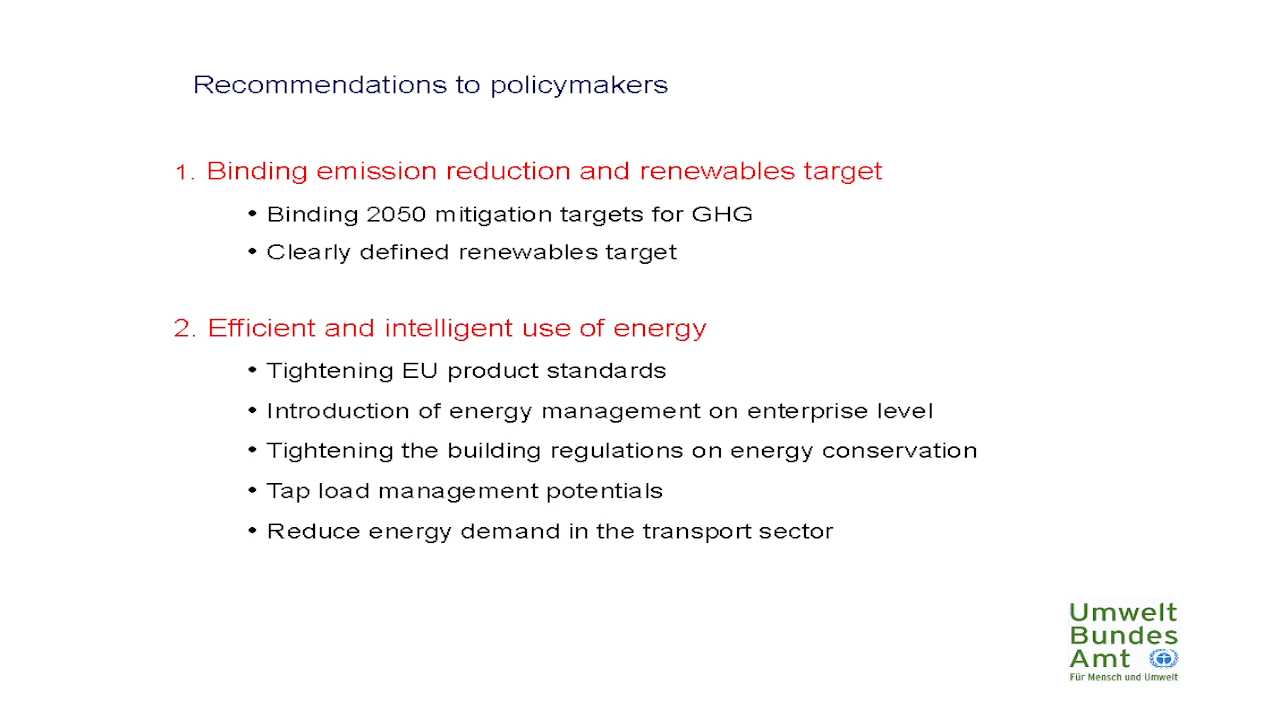 Recommendations to policymakers
1. Binding emission reduction and renewables target
• Binding 2050 mitigation targets for GHG
• Clearly defined renewables target
2. Efficient and intelligent use of energy
• Tightening EU product standards
• Introduction of energy management on enterprise level
• Tightening the building regulations on energy conservation
• Tap load management potentials
• Reduce energy demand in the transport sector
Umwelt
Bundes
Amt
Für Mensch und Umwelt